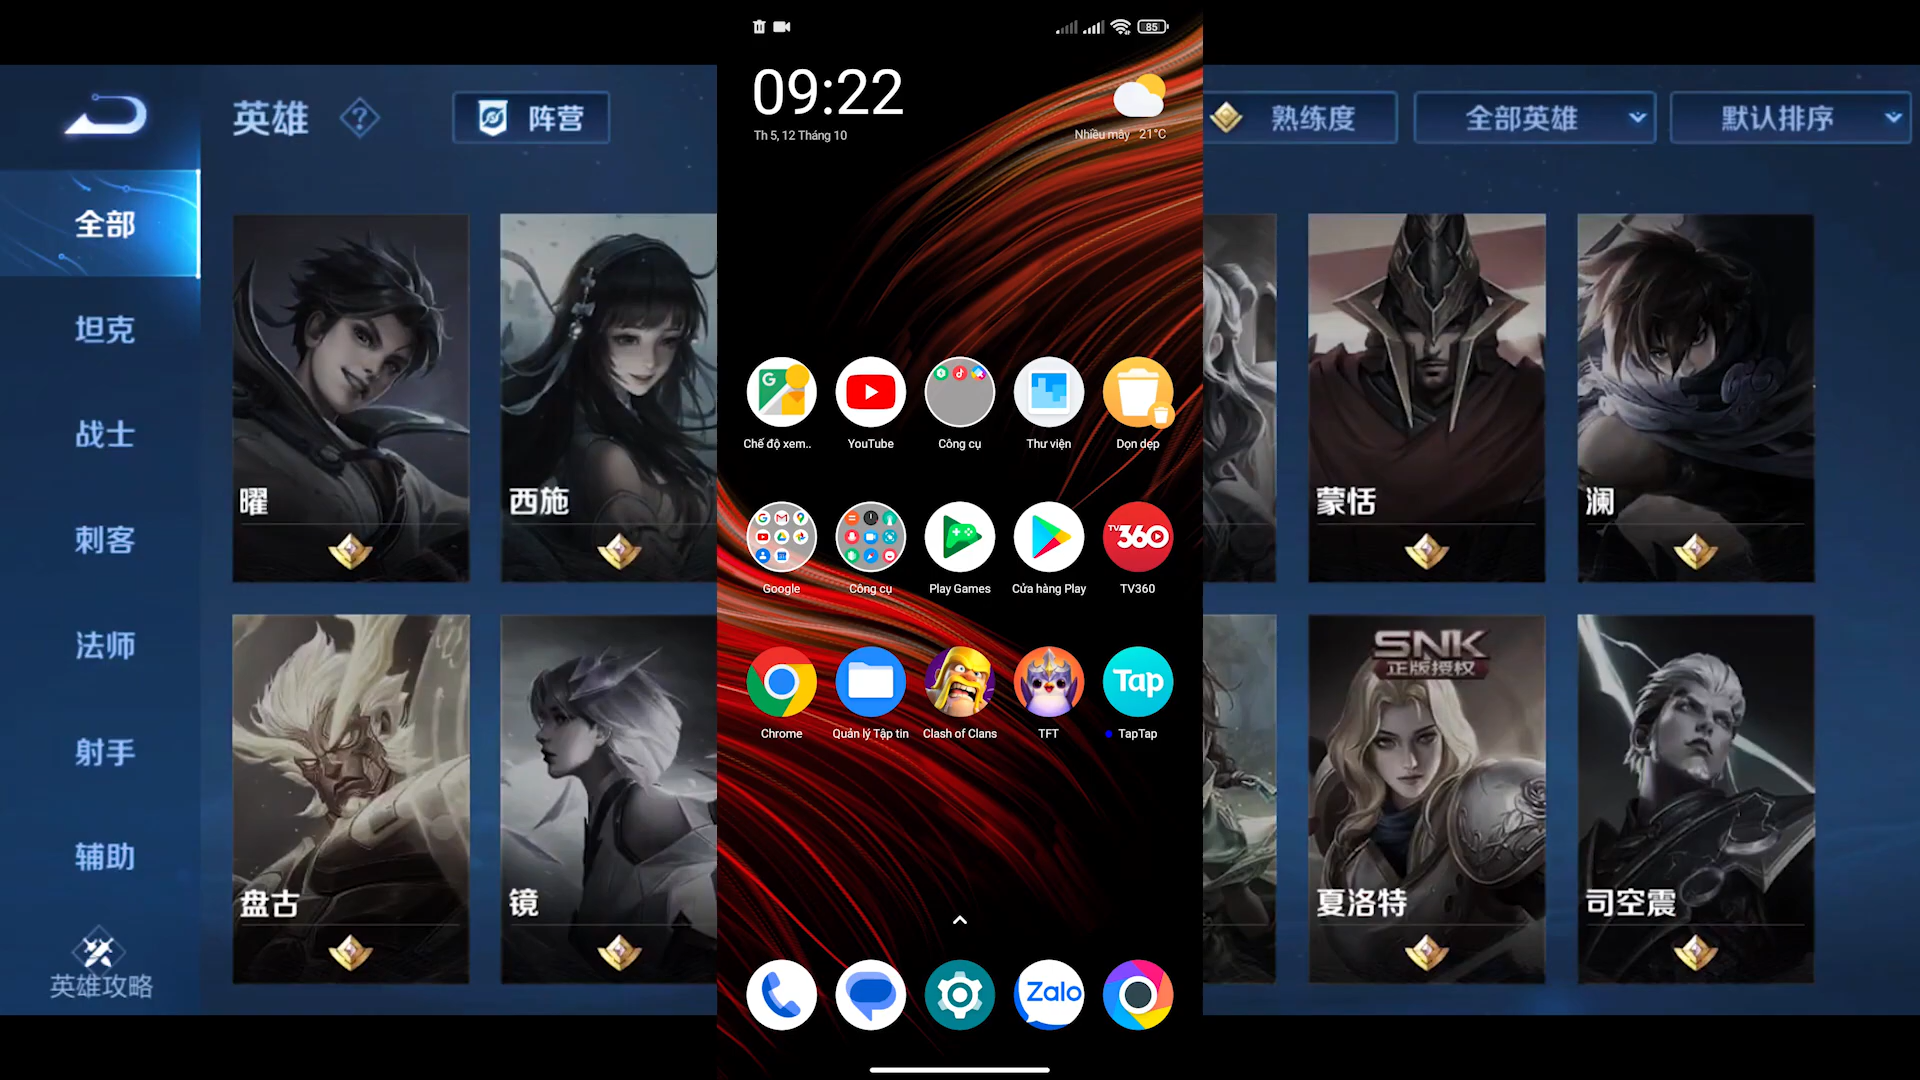 英雄
阵营
全部
坦克
战士
刺客
法师
射手
辅助
英雄攻略
曜
西施
盘古
镜
85
09:22
Th 5, 12 Tháng 10
Nhiều mây 21°C
Chế độ xem..
YouTube
Công cụ
Thư viện
Dọn dẹp
TV360
Google
Công cụ
Play Games
Cửa hàng Play
TV360
Tap
Chrome
Quản lý Tập tin
Clash of Clans
TFT
TapTap
Zalo
熟练度
全部英雄
默认排序
蒙恬
澜
SNK
正版授权
夏洛特
司空震